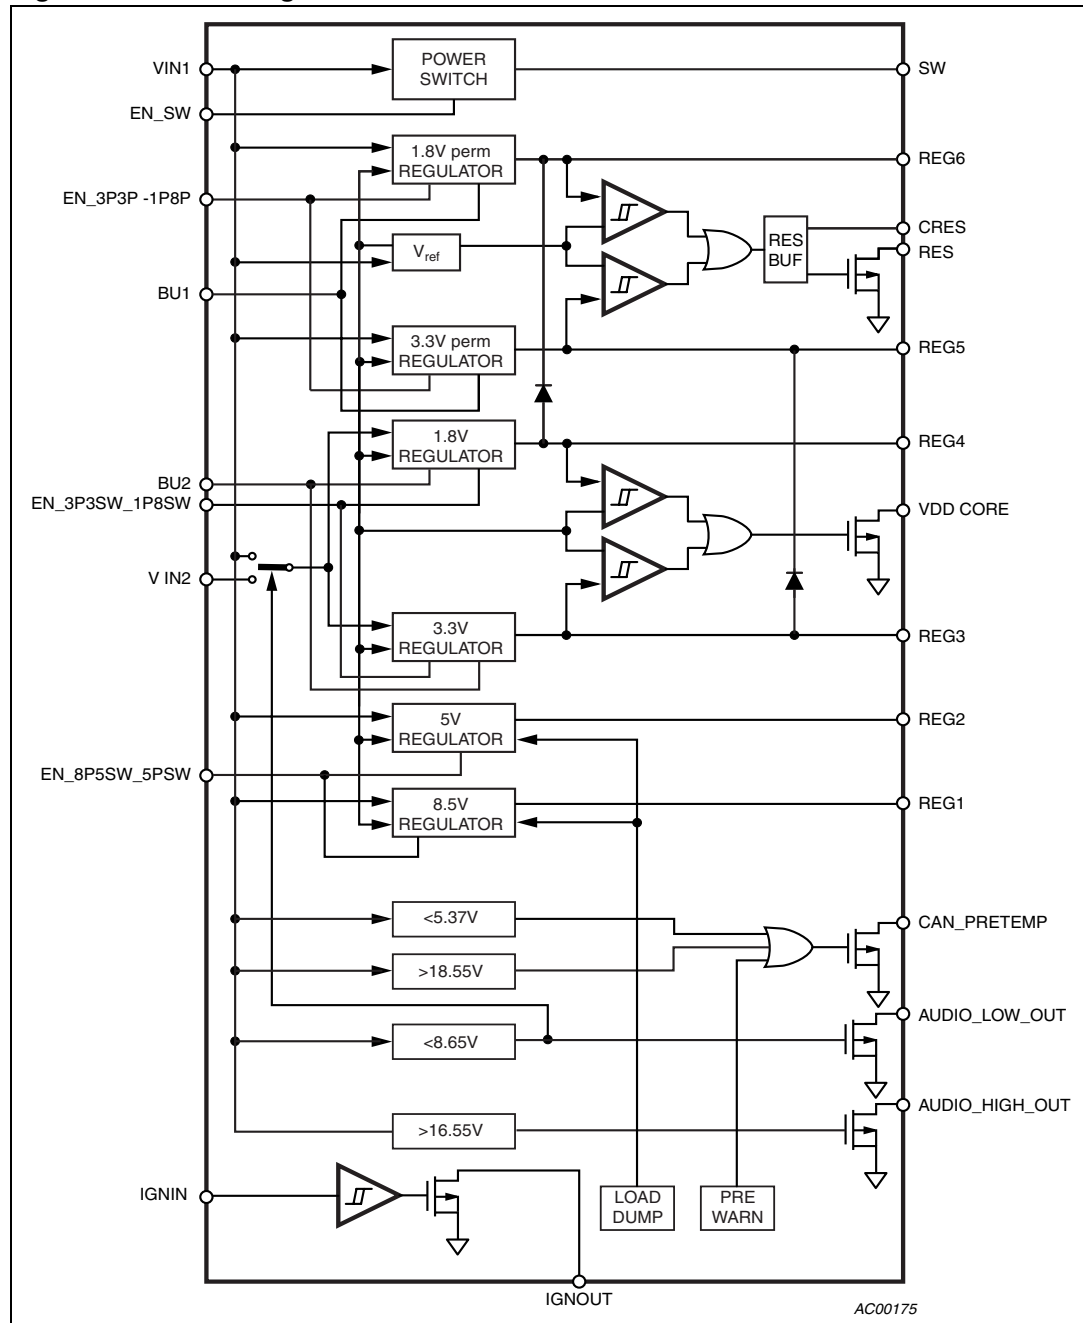 VIN1
POWER
SWITCH
SW
EN_SW
1.8V perm
REGULATOR
REG6
EN_3P3P -1P8P
Vref
RES
BUF
CRES
RES
BU1
3.3V perm
REGULATOR
REG5
1.8V
REGULATOR
REG4
BU2
EN_3P3SW_1P8SW
VDD CORE
V IN2
3.3V
REGULATOR
REG3
5V
REGULATOR
REG2
EN_8P5SW_5PSW
8.5V
REGULATOR
REG1
<5.37V
CAN_PRETEMP
>18.55V
<8.65V
AUDIO_LOW_OUT
>16.55V
AUDIO_HIGH_OUT
IGNIN
LOAD
DUMP
PRE
WARN
IGNOUT
AC00175